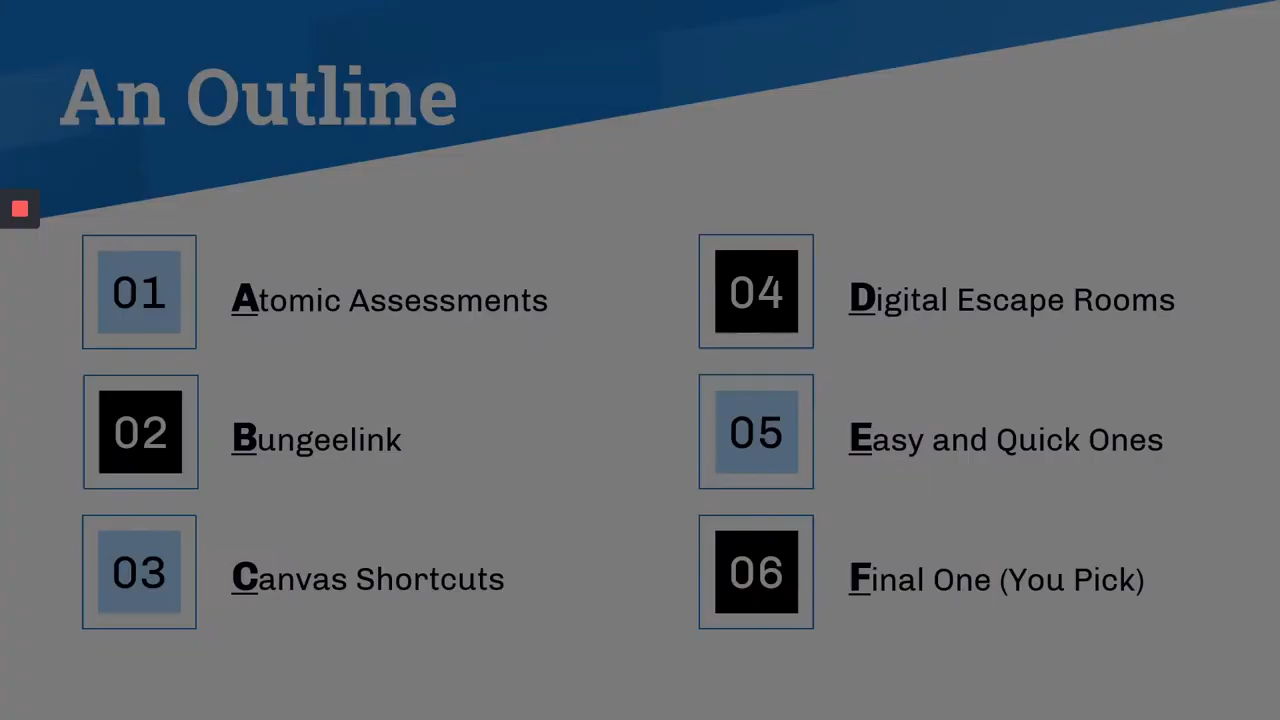 An Outline
01
Atomic Assessments
02
Bungeelink
03
Canvas Shortcuts
04
Digital Escape Rooms
05
Easy and Quick Ones
06
Final One (You Pick)